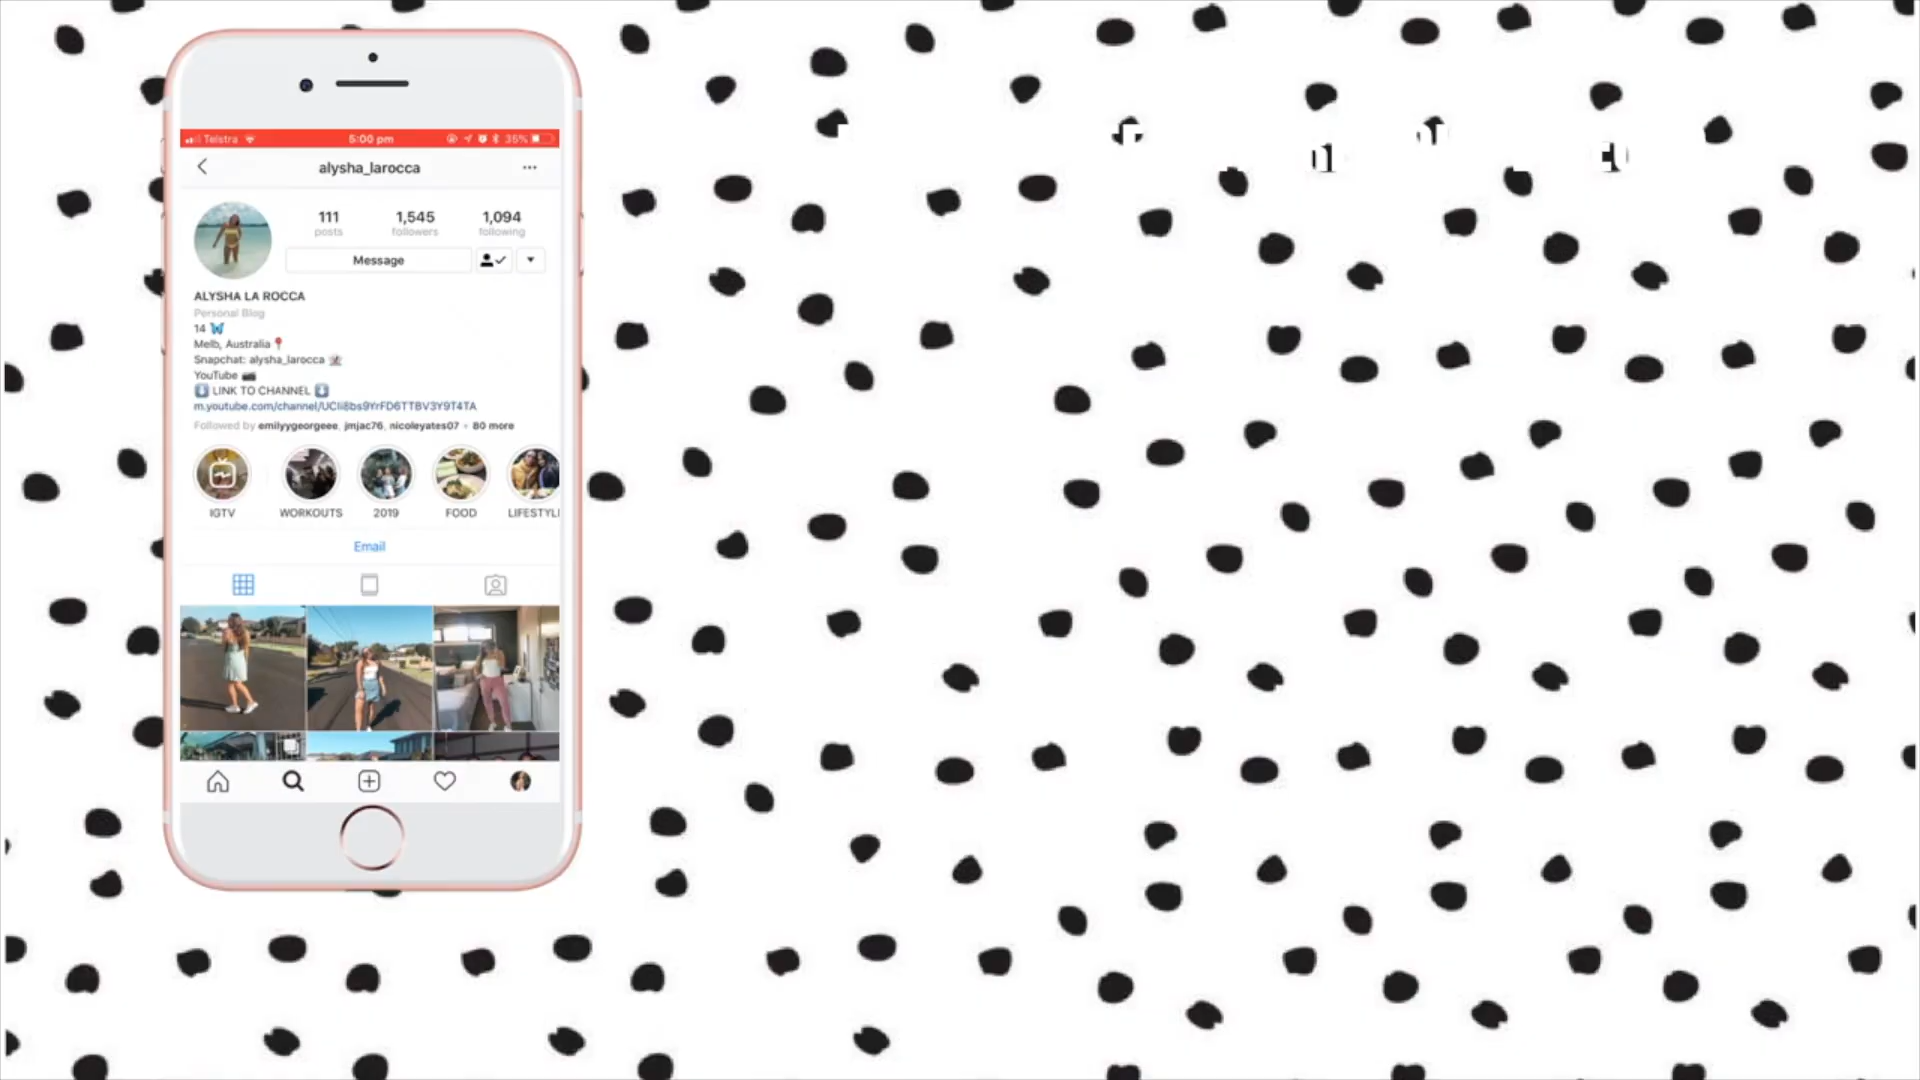 Telstra 5:00 pm 35%
alysha_larocca
111 1,545 1,094
posts followers following
Message
ALYSHA LA ROCCA
Personal Blog
14
Melb, Australia
Snapchat: alysha_larocca
YouTube
LINK TO CHANNEL
m.youtube.com/channel/UCIi8bs9YrFD6TTBV3Y9T4TA
Followed by emilyygeorgeee, jmjac76, nicoleyates07 + 80 more
IGTV WORKOUTS 2019 FOOD LIFESTYL
Email